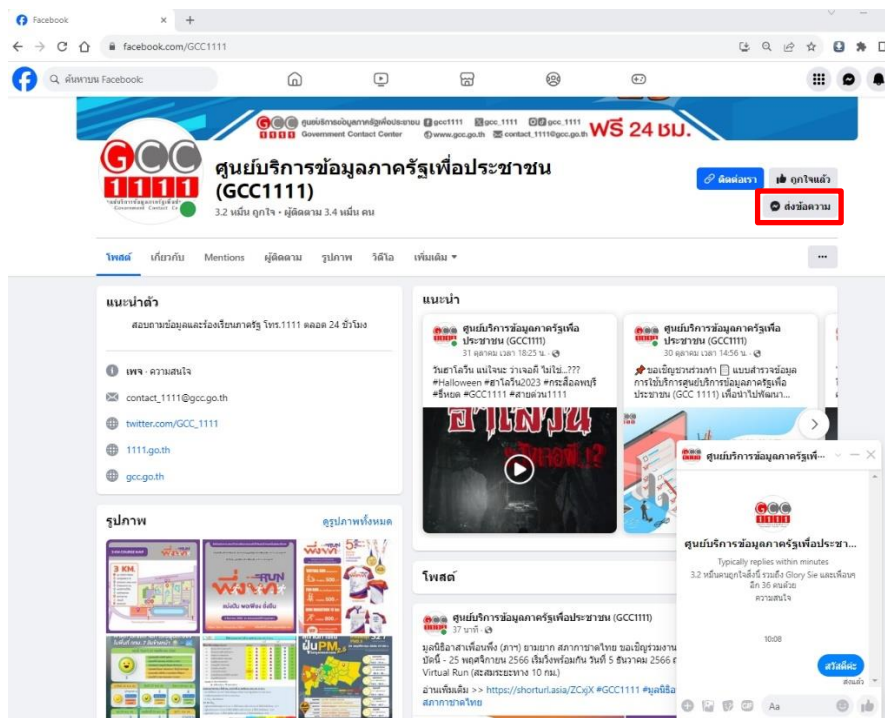 Facebook
facebook.com/GCC1111
ค้นหาบน Facebook
GCC 1111
ศูนย์บริการข้อมูลภาครัฐเพื่อประชาชน
Government Contact Center
gcc1111
gcc_1111
gcc_1111
www.gcc.go.th
contact_1111@gcc.go.th
ฟรี 24 ชม.
ศูนย์บริการข้อมูลภาครัฐเพื่อประชาชน
(GCC1111)
3.2 หมื่น ถูกใจ • ผู้ติดตาม 3.4 หมื่น คน
ติดต่อเรา
ถูกใจแล้ว
ส่งข้อความ
โพสต์ เกี่ยวกับ Mentions ผู้ติดตาม รูปภาพ วิดีโอ เพิ่มเติม
แนะนำตัว
สอบถามข้อมูลและร้องเรียนภาครัฐ โทร.1111 ตลอด 24 ชั่วโมง
เพจ · ความสนใจ
contact_1111@gcc.go.th
twitter.com/GCC_1111
1111.go.th
gcc.go.th
รูปภาพ
ดูรูปภาพทั้งหมด
3 KM.
พึ่งพา
RUN
พึ่งพา
แนะนำ
ศูนย์บริการข้อมูลภาครัฐเพื่อ
ประชาชน (GCC1111)
31 ตุลาคม เวลา 18:25 น.
วันฮาโลวีน แน่ใจนะ ว่าเจอผี ไม่ใช่...???
#Halloween #ฮาโลวีน2023 #กระสือลพบุรี
#ธี่หยด #GCC1111 #สายด่วน1111
ฮาโลวีน
ศูนย์บริการข้อมูลภาครัฐเพื่อ
ประชาชน (GCC1111)
30 ตุลาคม เวลา 14:56 น.
ขอเชิญชวนร่วมทำ แบบสำรวจข้อมูล
การใช้บริการศูนย์บริการข้อมูลภาครัฐเพื่อ
ประชาชน (GCC 1111) เพื่อนำไปพัฒนา...
โพสต์
ศูนย์บริการข้อมูลภาครัฐเพื่อประชาชน (GCC1111)
37 นาที
มูลนิธิอาสาเพื่อนพึ่ง (ภาฯ) ยามยาก สภากาชาดไทย ขอเชิญร่วมงาน
บัดนี้ - 25 พฤศจิกายน 2566 เริ่มวิ่งพร้อมกัน วันที่ 5 ธันวาคม 2566
Virtual Run (สะสมระยะทาง 10 กม.)
อ่านเพิ่มเติม >> https://shorturl.asia/ZCxjX #GCC1111 #มูลนิธิอา
สภากาชาดไทย
ศูนย์บริการข้อมูลภาครัฐเพื่...
ศูนย์บริการข้อมูลภาครัฐเพื่อประชา...
Typically replies within minutes
3.2 หมื่นคนถูกใจสิ่งนี้ รวมถึง Glory Sie และเพื่อนๆ
อีก 36 คนด้วย
ความสนใจ
10:08
สวัสดีค่ะ
ส่งแล้ว
Aa